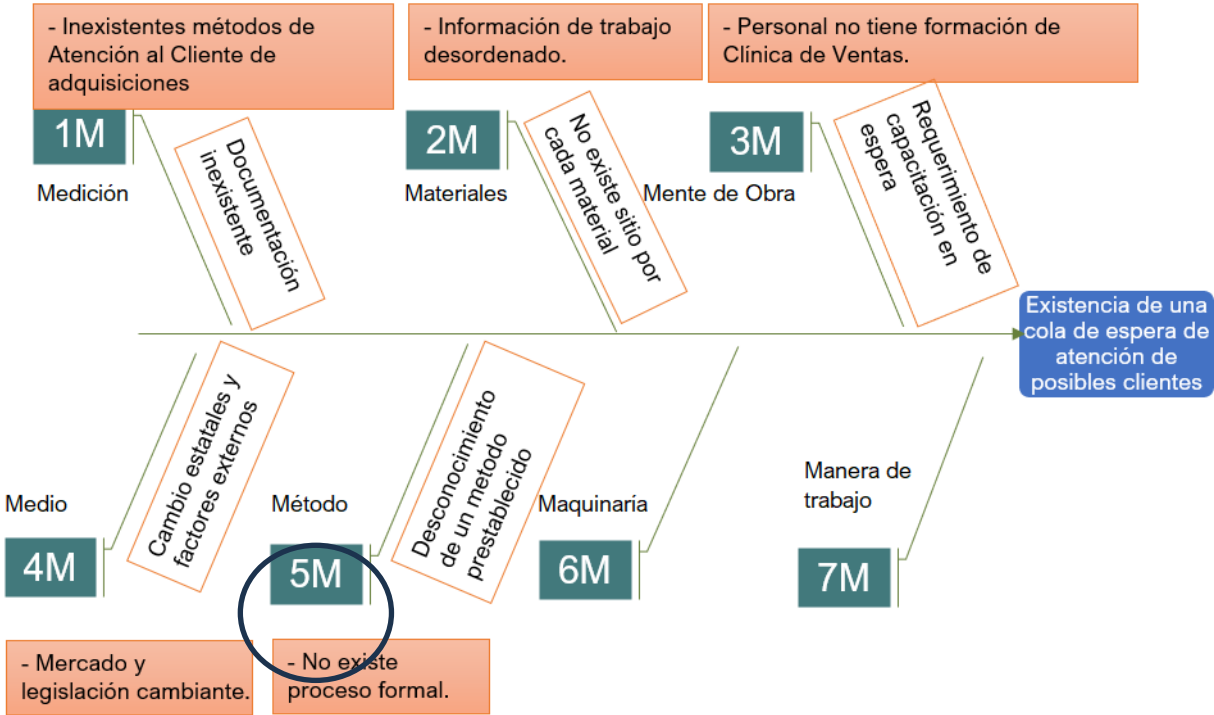 - Inexistentes métodos de
Atención al Cliente de
adquisiciones
- Información de trabajo
desordenado.
- Personal no tiene formación de
Clínica de Ventas.
1M
Medición
Documentación
inexistente
2M
Materiales
No existe sitio por
cada material
3M
Mente de Obra
Requerimiento de
capacitación en
espera
Existencia de una
cola de espera de
atención de
posibles clientes
Medio
4M
Cambio estatales y
factores externos
Método
5M
Desconocimiento
de un metodo
prestablecido
Maquinaría
6M
Manera de
trabajo
7M
- Mercado y
legislación cambiante.
- No existe
proceso formal.